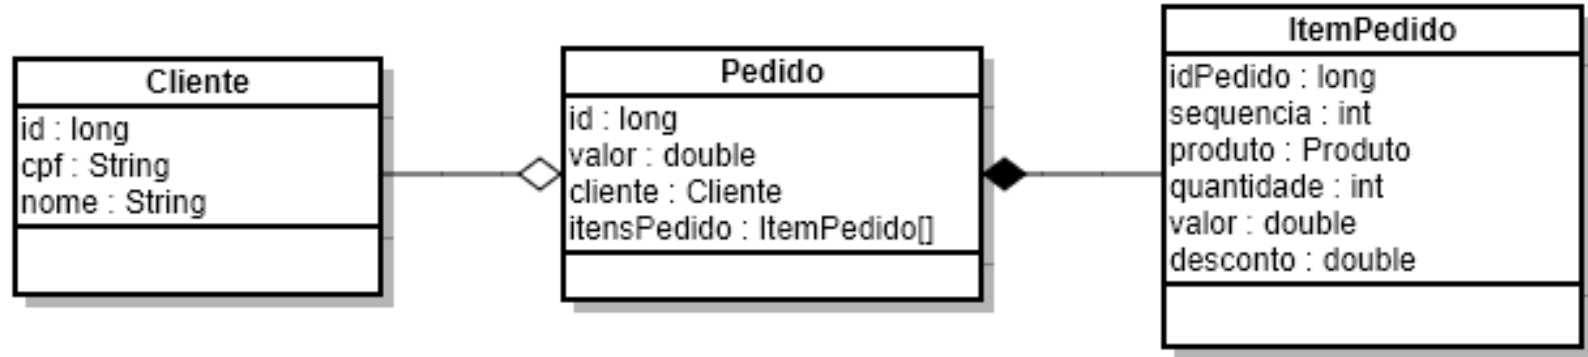 Cliente
id : long
cpf : String
nome : String
Pedido
id : long
valor : double
cliente : Cliente
itensPedido : ItemPedido[]
ItemPedido
idPedido : long
sequencia : int
produto : Produto
quantidade : int
valor : double
desconto : double